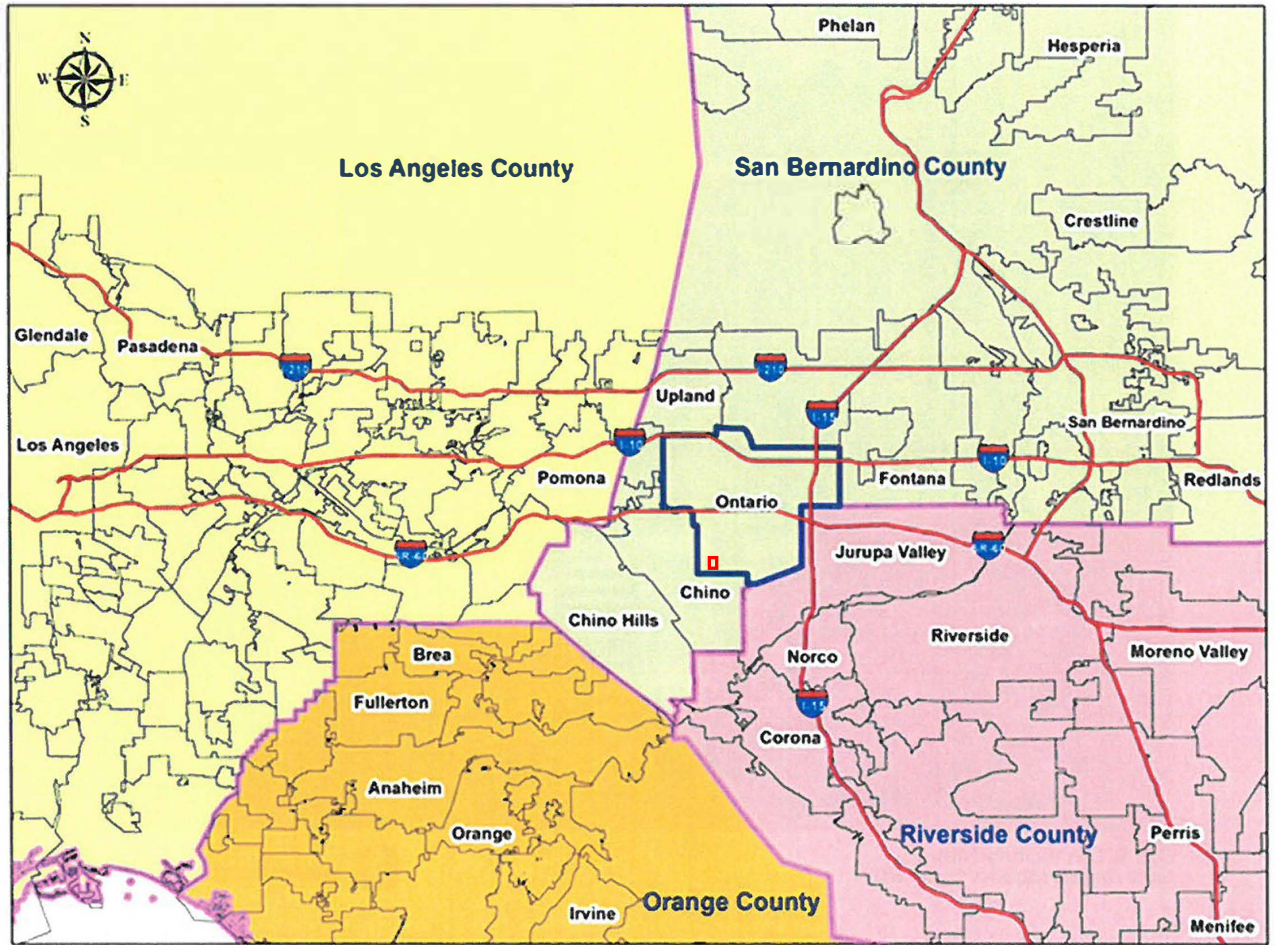 Phelan
Hesperia
N
W
E
S
Los Angeles County
San Bernardino County
Crestline
Glendale
Pasadena
210
210
Upland
I-15
San Bernardino
Los Angeles
I-10
I-10
Pomona
Fontana
Redlands
Ontario
Jurupa Valley
Chino
Chino Hills
Riverside
Moreno Valley
Brea
Norco
Fullerton
I-15
Corona
Anaheim
Orange
Riverside County
Perris
Orange County
Irvine
Menifee